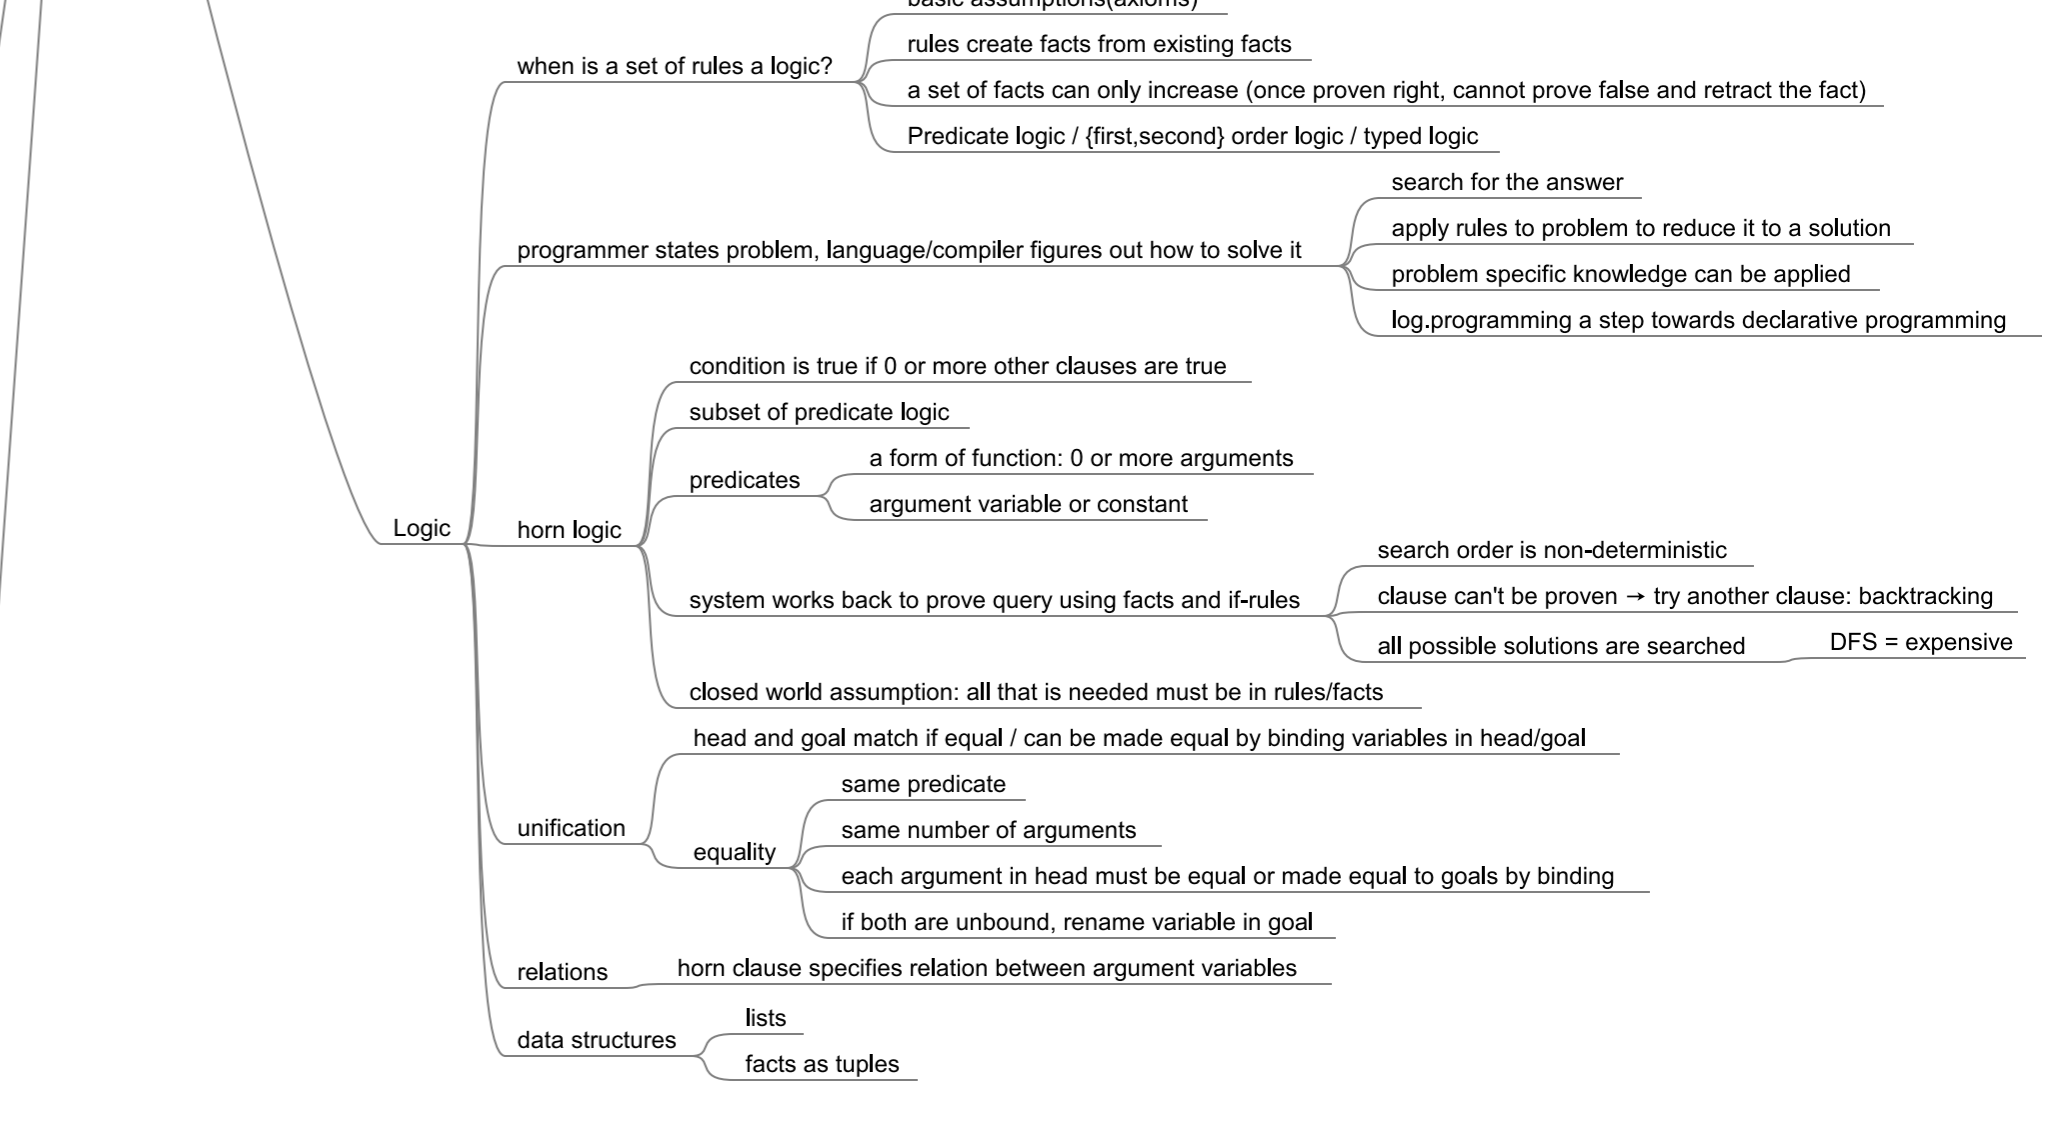 basic assumptions(axioms)
rules create facts from existing facts
when is a set of rules a logic?
a set of facts can only increase (once proven right, cannot prove false and retract the fact)
Predicate logic / {first,second} order logic / typed logic
search for the answer
apply rules to problem to reduce it to a solution
programmer states problem, language/compiler figures out how to solve it
problem specific knowledge can be applied
log.programming a step towards declarative programming
condition is true if 0 or more other clauses are true
subset of predicate logic
a form of function: 0 or more arguments
predicates
argument variable or constant
Logic
horn logic
search order is non-deterministic
clause can't be proven → try another clause: backtracking
system works back to prove query using facts and if-rules
all possible solutions are searched
DFS = expensive
closed world assumption: all that is needed must be in rules/facts
head and goal match if equal / can be made equal by binding variables in head/goal
same predicate
unification
same number of arguments
equality
each argument in head must be equal or made equal to goals by binding
if both are unbound, rename variable in goal
relations
horn clause specifies relation between argument variables
lists
data structures
facts as tuples